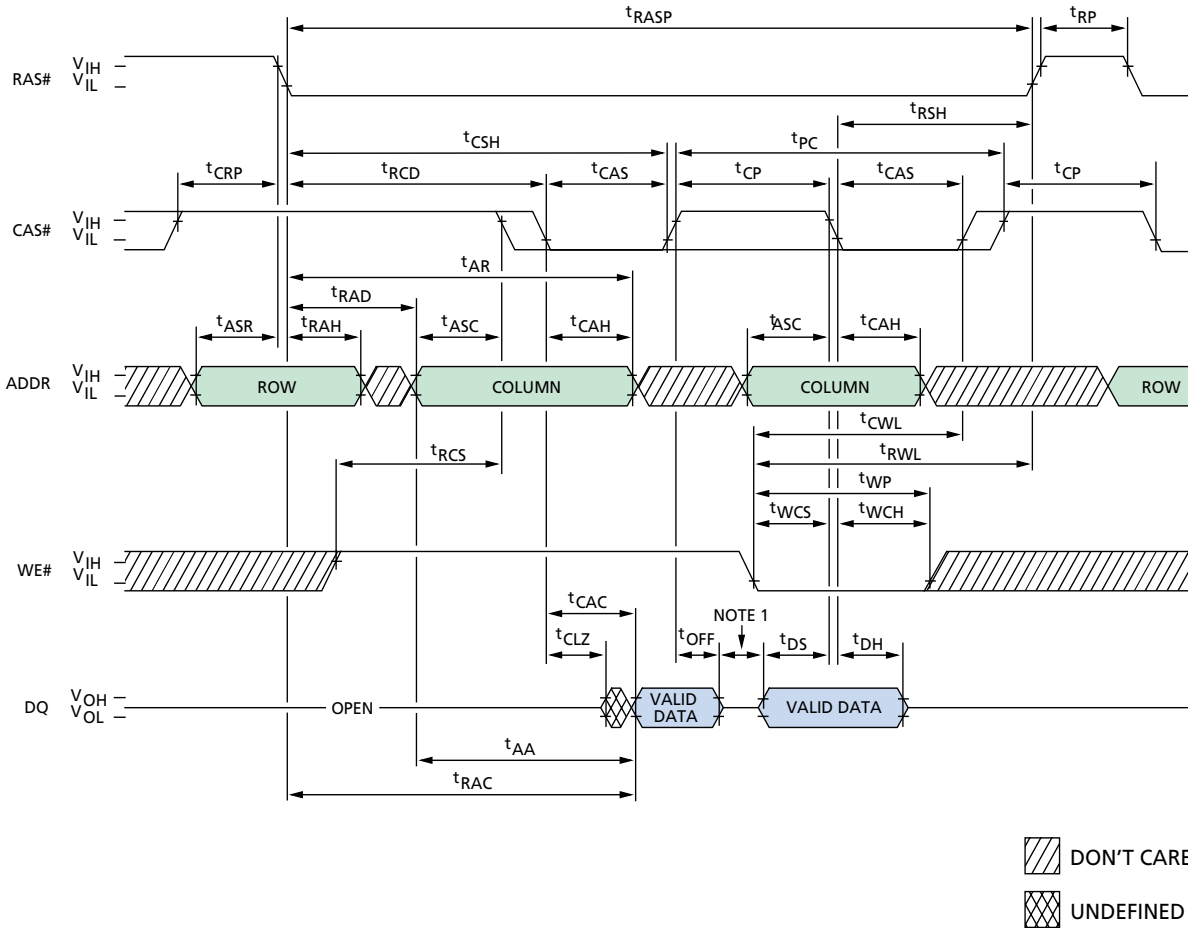 tRASP
tRP
RAS#
VIH
VIL
tRSH
tCSH
tPC
tCRP
tRCD
tCAS
tCP
tCAS
tCP
CAS#
VIH
VIL
tAR
tRAD
tASR
tRAH
tASC
tCAH
tASC
tCAH
ADDR
VIH
VIL
ROW
COLUMN
COLUMN
ROW
tCWL
tRCS
tRWL
tWP
tWCS
tWCH
WE#
VIH
VIL
tCAC
NOTE 1
tCLZ
tOFF
tDS
tDH
DQ
VOH
VOL
OPEN
VALID
DATA
VALID DATA
tAA
tRAC
DON'T CARE
UNDEFINED